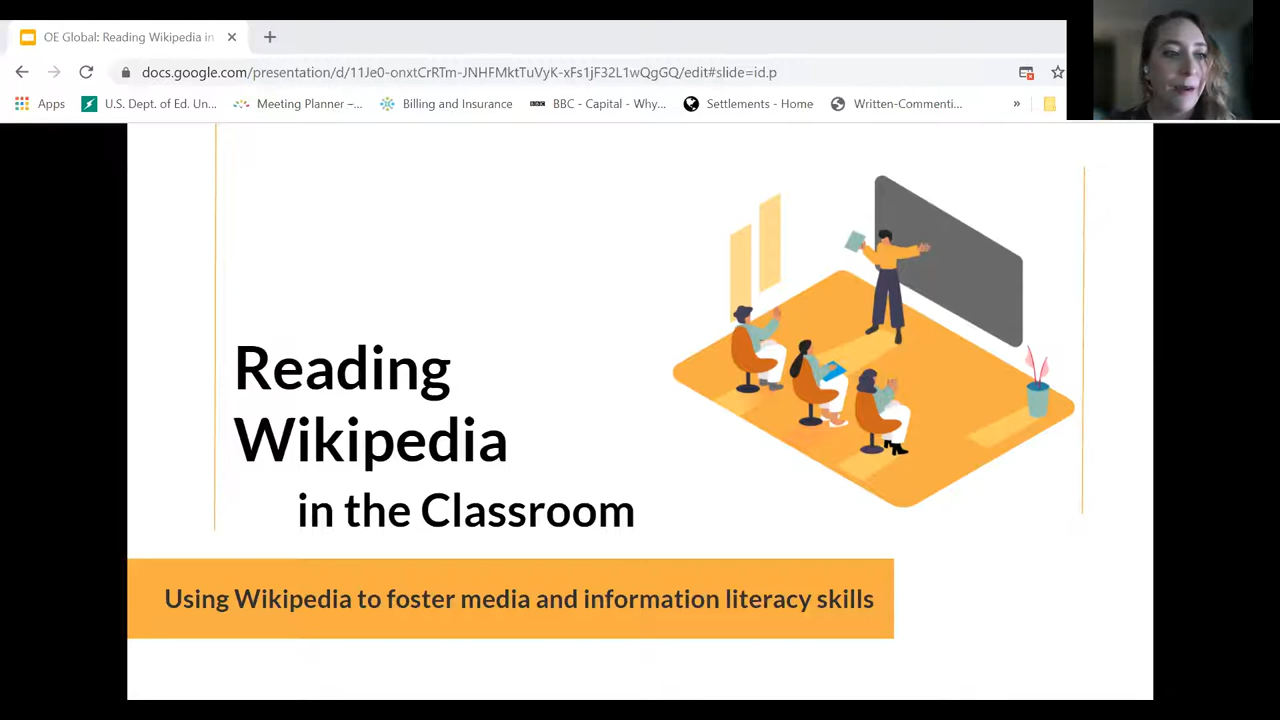 OE Global: Reading Wikipedia in
docs.google.com/presentation/d/11Je0-onxtCrRTm-JNHFMktTuVyK-xFs1jF32L1wQgGQ/edit#slide=id.p
Apps
U.S. Dept. of Ed. Un...
Meeting Planner –...
Billing and Insurance
BBC
BBC - Capital - Why...
Settlements - Home
Written-Commenti...
Reading
Wikipedia
in the Classroom
Using Wikipedia to foster media and information literacy skills